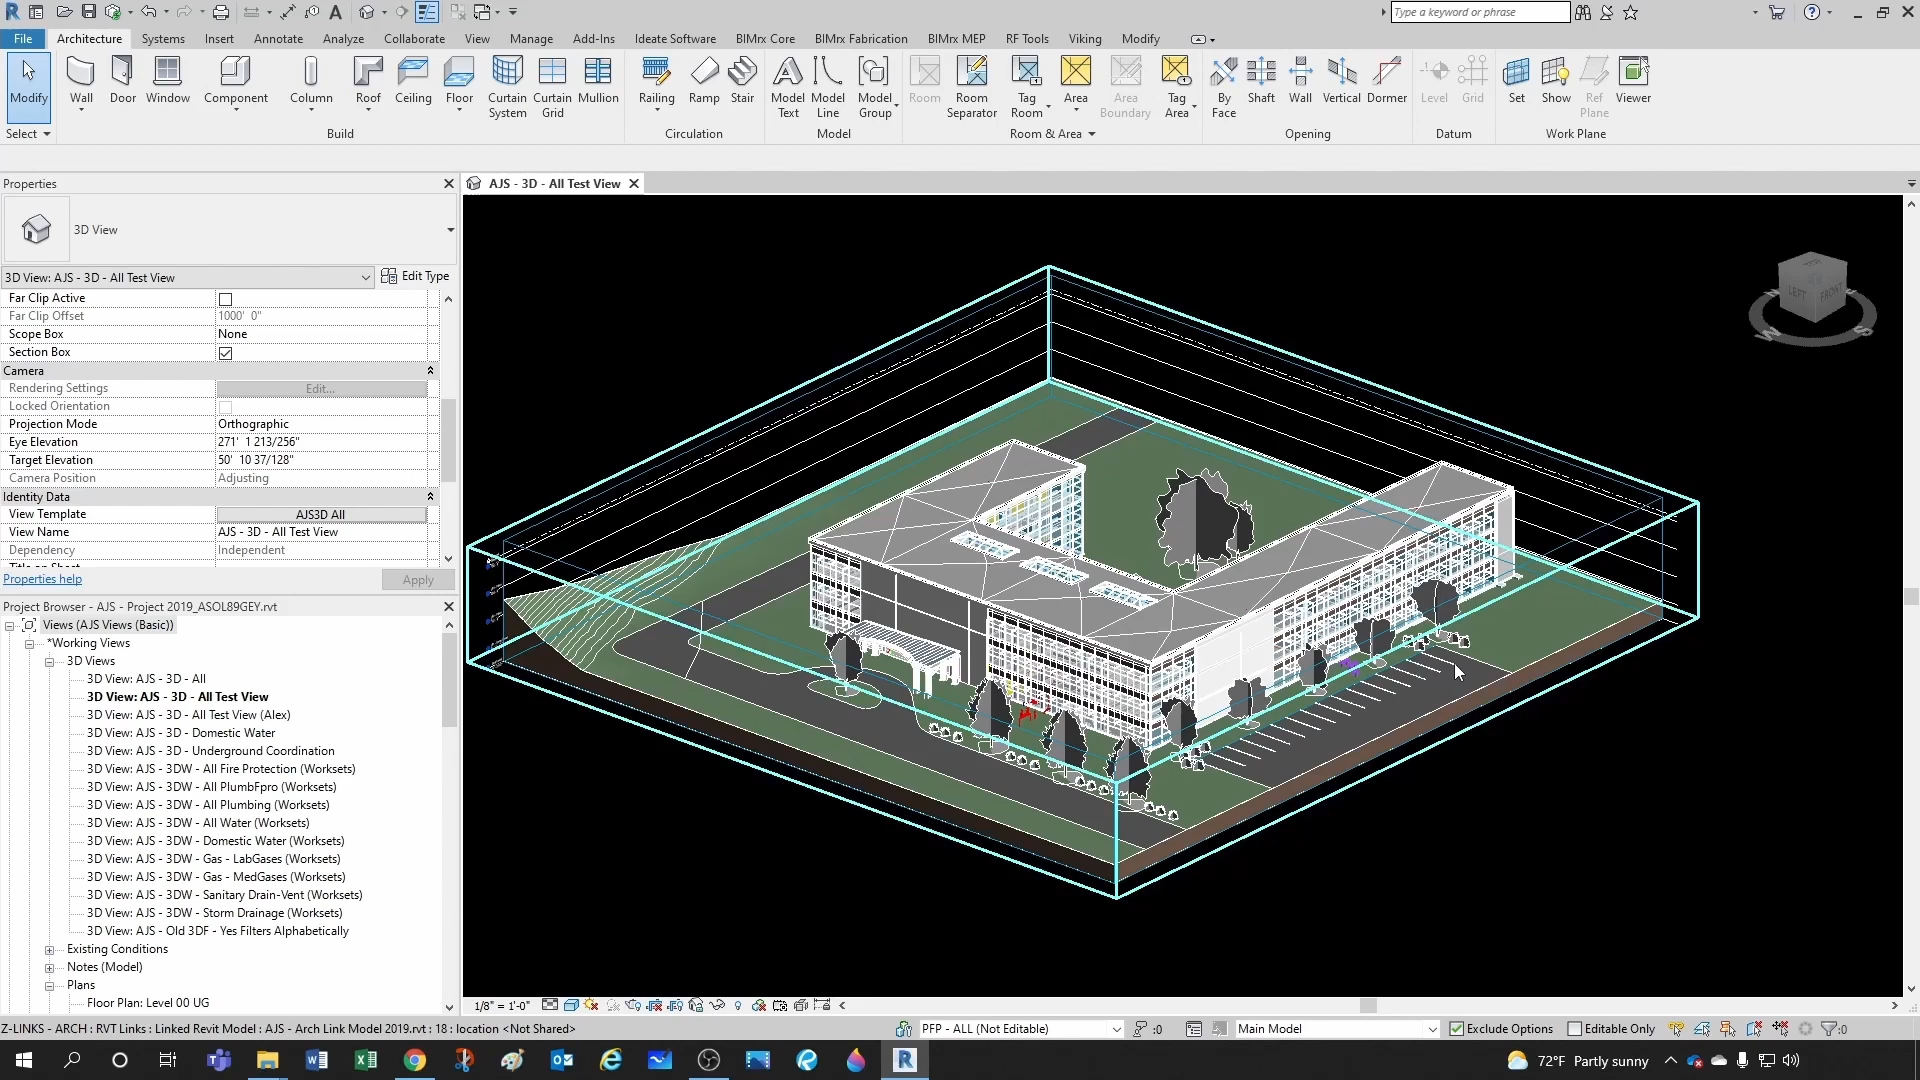 Type a keyword or phrase
File Architecture Systems Insert Annotate Analyze Collaborate View Manage Add-Ins Ideate Software BIMrx Core BIMrx Fabrication BIMrx MEP RF Tools Viking Modify
Modify Wall Door Window Component Column Roof Ceiling Floor Curtain System Curtain Grid Mullion Railing Ramp Stair Model Text Model Line Model Group Room Room Separator Tag Room Area Area Boundary Tag Area By Face Shaft Wall Vertical Dormer Level Grid Set Show Ref Plane Viewer
Select Build Circulation Model Room & Area Opening Datum Work Plane
Properties
AJS - 3D - All Test View
3D View
3D View: AJS - 3D - All Test View
Edit Type
Far Clip Active
Far Clip Offset 1000' 0"
Scope Box None
Section Box
Camera
Rendering Settings Edit...
Locked Orientation
Projection Mode Orthographic
Eye Elevation 271' 1 213/256"
Target Elevation 50' 10 37/128"
Camera Position Adjusting
Identity Data
View Template AJS3D All
View Name AJS - 3D - All Test View
Dependency Independent
Properties help Apply
Project Browser - AJS - Project 2019_ASOL89GEY.rvt
Views (AJS Views (Basic))
*Working Views
3D Views
3D View: AJS - 3D - All
3D View: AJS - 3D - All Test View
3D View: AJS - 3D - All Test View (Alex)
3D View: AJS - 3D - Domestic Water
3D View: AJS - 3D - Underground Coordination
3D View: AJS - 3DW - All Fire Protection (Worksets)
3D View: AJS - 3DW - All PlumbFpro (Worksets)
3D View: AJS - 3DW - All Plumbing (Worksets)
3D View: AJS - 3DW - All Water (Worksets)
3D View: AJS - 3DW - Domestic Water (Worksets)
3D View: AJS - 3DW - Gas - LabGases (Worksets)
3D View: AJS - 3DW - Gas - MedGases (Worksets)
3D View: AJS - 3DW - Sanitary Drain-Vent (Worksets)
3D View: AJS - 3DW - Storm Drainage (Worksets)
3D View: AJS - Old 3DF - Yes Filters Alphabetically
Existing Conditions
Notes (Model)
Plans
Floor Plan: Level 00 UG
LEFT FRONT
W S
1/8" = 1'-0"
Z-LINKS - ARCH : RVT Links : Linked Revit Model : AJS - Arch Link Model 2019.rvt : 18 : location <Not Shared>
PFP - ALL (Not Editable) :0 Main Model Exclude Options Editable Only :0
72°F Partly sunny